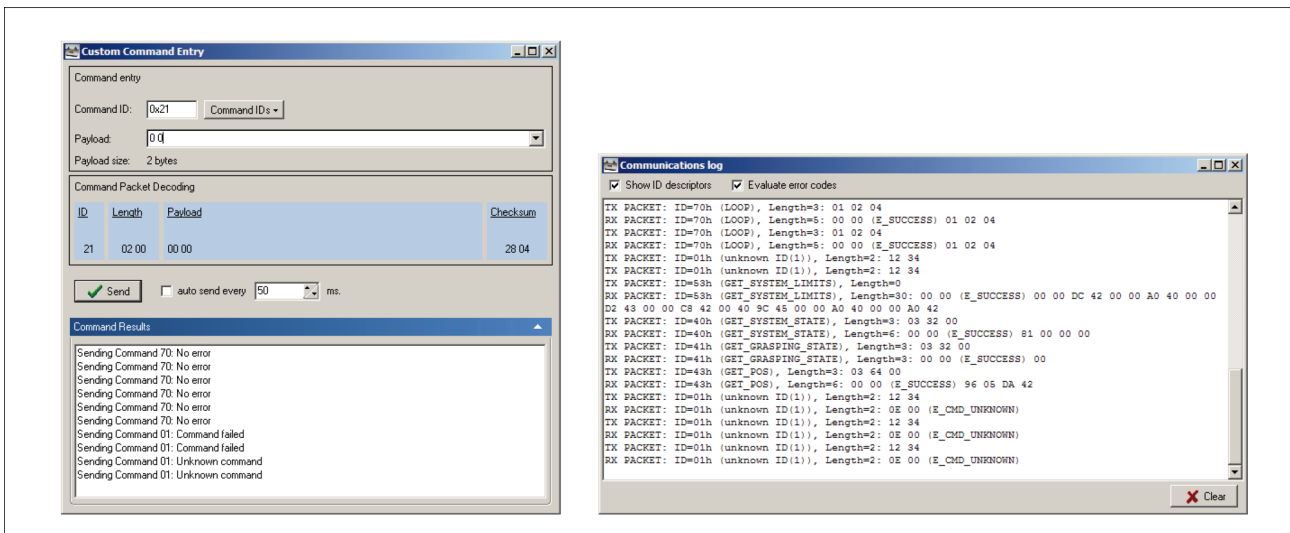 Custom Command Entry
Command entry
Command ID: 0x21 Command IDs
Payload: 0 0
Payload size: 2 bytes
Command Packet Decoding
ID Length Payload Checksum
21 02 00 00 00 28 04
Send auto send every 50 ms.
Command Results
Sending Command 70: No error
Sending Command 70: No error
Sending Command 70: No error
Sending Command 70: No error
Sending Command 70: No error
Sending Command 70: No error
Sending Command 01: Command failed
Sending Command 01: Command failed
Sending Command 01: Unknown command
Sending Command 01: Unknown command
Communications log
Show ID descriptors Evaluate error codes
TX PACKET: ID=70h (LOOP), Length=3: 01 02 04
RX PACKET: ID=70h (LOOP), Length=5: 00 00 (E_SUCCESS) 01 02 04
TX PACKET: ID=70h (LOOP), Length=3: 01 02 04
RX PACKET: ID=70h (LOOP), Length=5: 00 00 (E_SUCCESS) 01 02 04
TX PACKET: ID=01h (unknown ID(1)), Length=2: 12 34
TX PACKET: ID=01h (unknown ID(1)), Length=2: 12 34
TX PACKET: ID=53h (GET_SYSTEM_LIMITS), Length=0
RX PACKET: ID=53h (GET_SYSTEM_LIMITS), Length=30: 00 00 (E_SUCCESS) 00 00 DC 42 00 00 A0 40 00 00
D2 43 00 00 C8 42 00 40 9C 45 00 00 A0 40 00 00 A0 42
TX PACKET: ID=40h (GET_SYSTEM_STATE), Length=3: 03 32 00
RX PACKET: ID=40h (GET_SYSTEM_STATE), Length=6: 00 00 (E_SUCCESS) 81 00 00 00
TX PACKET: ID=41h (GET_GRASPING_STATE), Length=3: 03 32 00
RX PACKET: ID=41h (GET_GRASPING_STATE), Length=3: 00 00 (E_SUCCESS) 00
TX PACKET: ID=43h (GET_POS), Length=3: 03 64 00
RX PACKET: ID=43h (GET_POS), Length=6: 00 00 (E_SUCCESS) 96 05 DA 42
TX PACKET: ID=01h (unknown ID(1)), Length=2: 12 34
RX PACKET: ID=01h (unknown ID(1)), Length=2: 0E 00 (E_CMD_UNKNOWN)
TX PACKET: ID=01h (unknown ID(1)), Length=2: 12 34
RX PACKET: ID=01h (unknown ID(1)), Length=2: 0E 00 (E_CMD_UNKNOWN)
TX PACKET: ID=01h (unknown ID(1)), Length=2: 12 34
RX PACKET: ID=01h (unknown ID(1)), Length=2: 0E 00 (E_CMD_UNKNOWN)
Clear